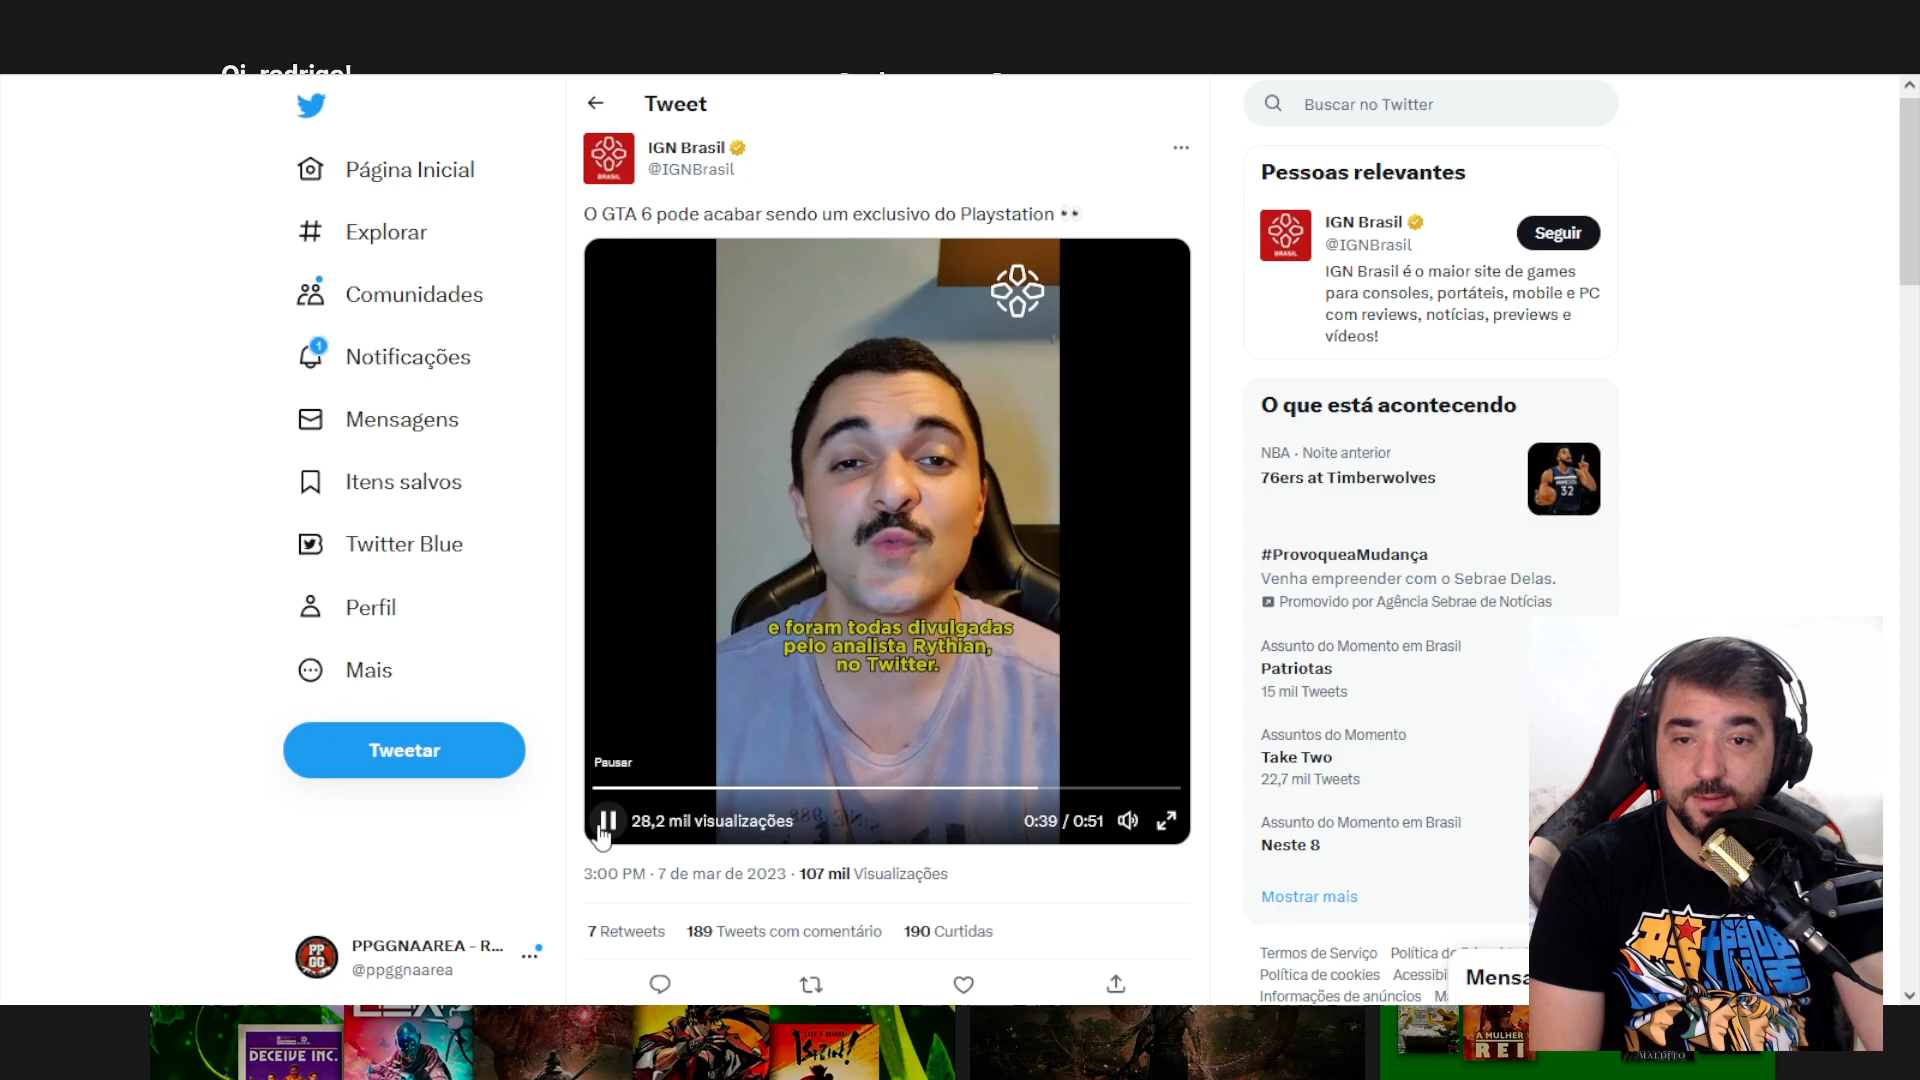 Oi, rodrigo!
Tweet
Buscar no Twitter
Página Inicial
Explorar
Comunidades
1
Notificações
Mensagens
Itens salvos
Twitter Blue
Perfil
Mais
Tweetar
PPGGNAAREA - R...
@ppggnaarea
PP
GG
BRASIL
IGN Brasil
@IGNBrasil
O GTA 6 pode acabar sendo um exclusivo do Playstation 👀
e foram todas divulgadas
pelo analista Rythian,
no Twitter.
Pausar
28,2 mil visualizações
0:39 / 0:51
3:00 PM · 7 de mar de 2023 · 107 mil Visualizações
7 Retweets 189 Tweets com comentário 190 Curtidas
Pessoas relevantes
BRASIL
IGN Brasil
@IGNBrasil
Seguir
IGN Brasil é o maior site de games
para consoles, portáteis, mobile e PC
com reviews, notícias, previews e
vídeos!
O que está acontecendo
NBA · Noite anterior
76ers at Timberwolves
32
#ProvoqueaMudança
Venha empreender com o Sebrae Delas.
Promovido por Agência Sebrae de Notícias
Assunto do Momento em Brasil
Patriotas
15 mil Tweets
Assuntos do Momento
Take Two
22,7 mil Tweets
Assunto do Momento em Brasil
Neste 8
Mostrar mais
Termos de Serviço
Política de cookies
Informações de anúncios
Mensa
DECEIVE INC.
A MULHER
REI
MALDITO